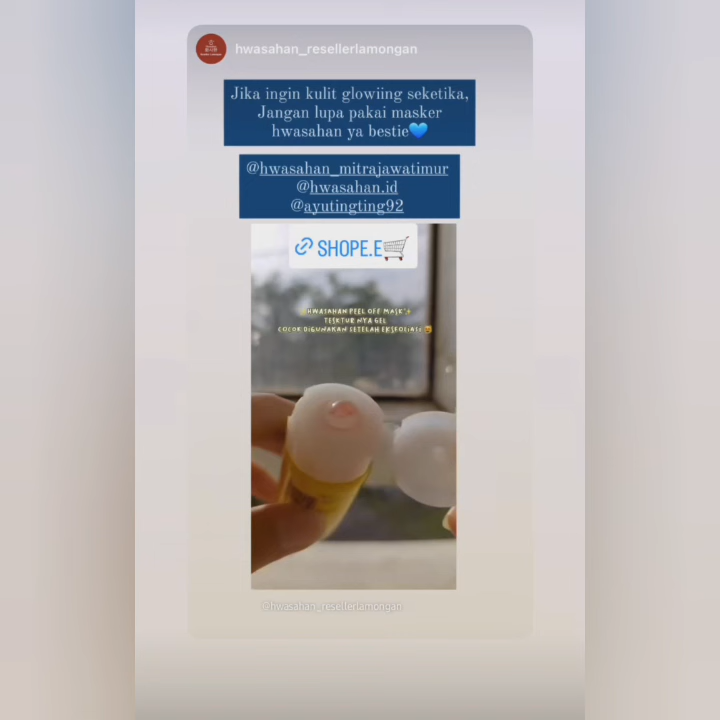 hwasahan_resellerlamongan
Jika ingin kulit glowiing seketika,
Jangan lupa pakai masker
hwasahan ya bestie💙
@hwasahan_mitrajawatimur
@hwasahan.id
@ayutingting92
SHOPE.E
HWASAHAN PEEL OFF MASK
TESKTUR NYA GEL
COCOK DIGUNAKAN SETELAH EKSFOLIASI
@hwasahan_resellerlamongan